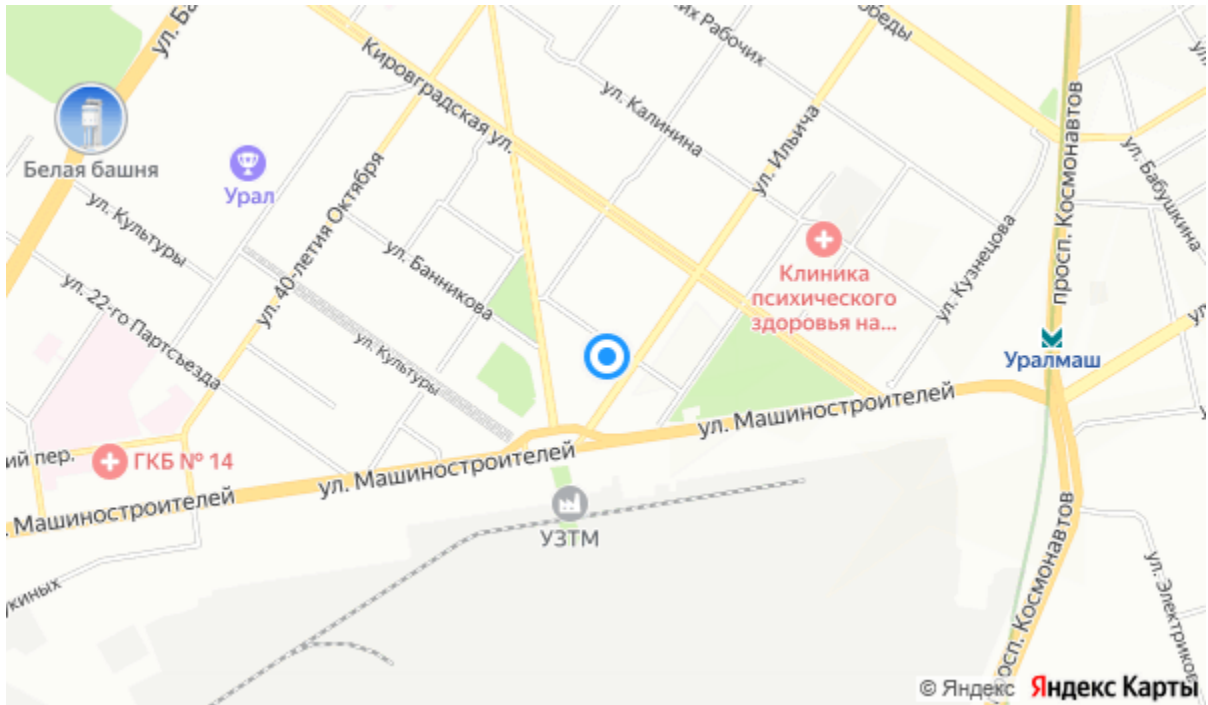 ул. Ба
их Рабочих
обеды
Кировградская ул.
ул. Калинина
ул. Ильича
просп. Космонавтов
ул. Бабушкина
Белая башня
Урал
ул. Культуры
ул. 40-летия Октября
ул. Банникова
Клиника
психического
здоровья на...
ул. Кузнецова
ул. 22-го Партсъезда
ул. Культуры
Уралмаш
ул. Машиностроителей
ий пер.
ГКБ № 14
ул. Машиностроителей
. Машиностроителей
УЗТМ
просп. Космонавтов
ул. Электриков
укиных
© Яндекс Яндекс Карты